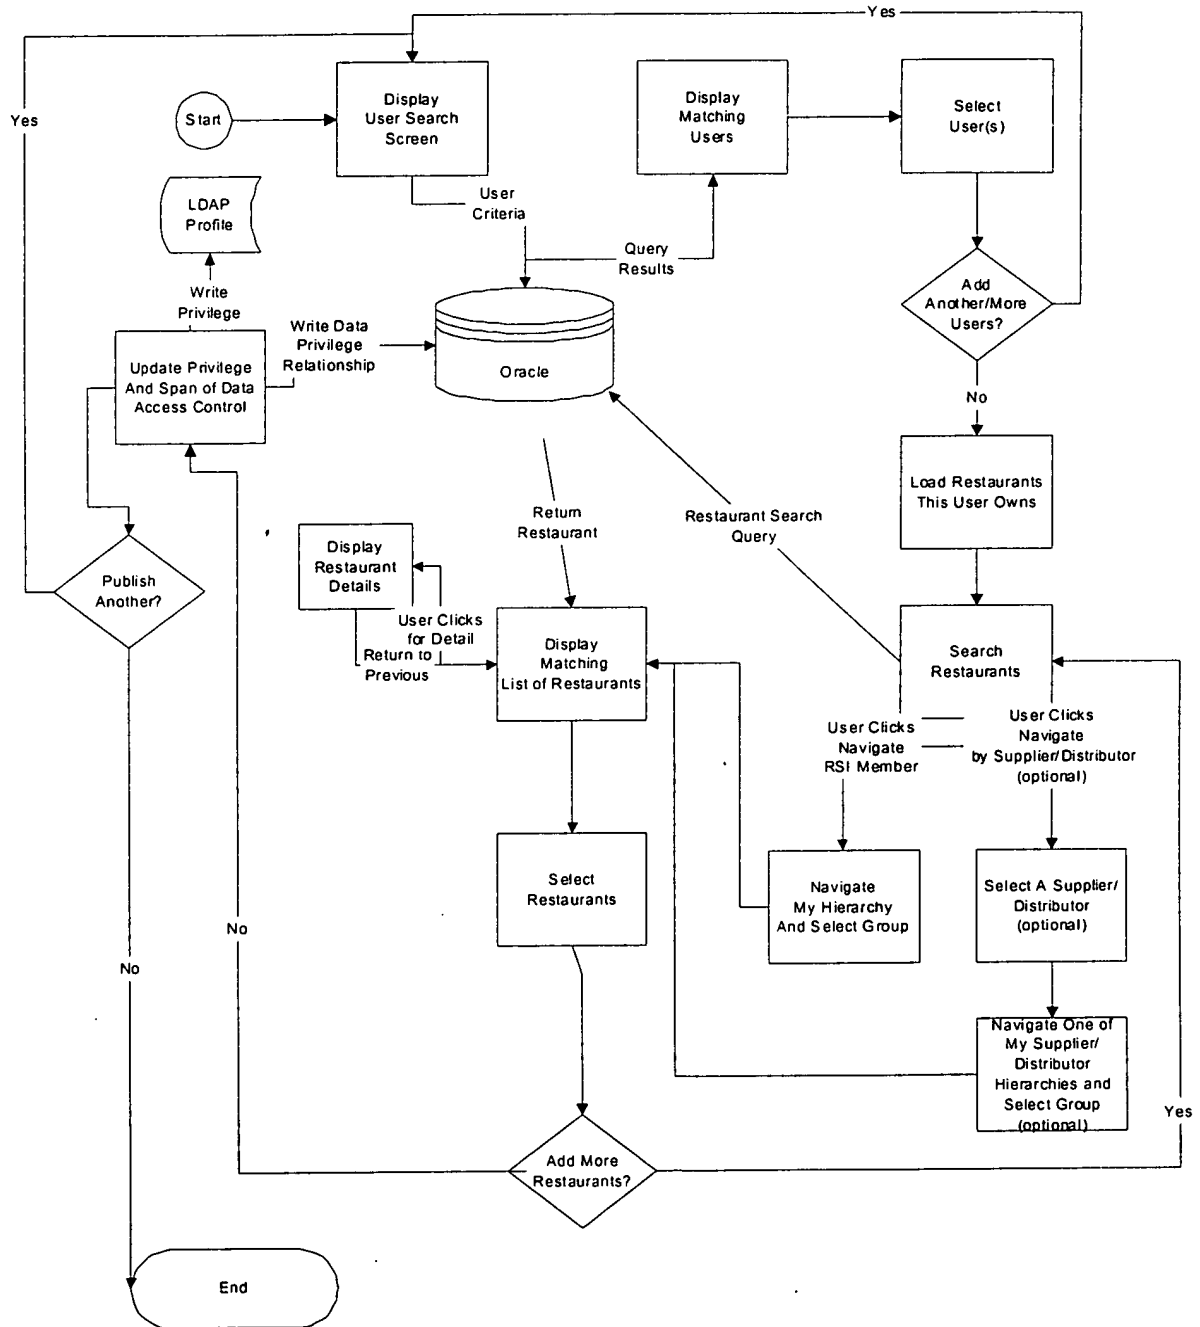 Yes
Yes
Start
Display
User Search
Screen
Display
Matching
Users
Select
User(s)
LDAP
Profile
User
Criteria
Query
Results
Add
Another/More
Users?
Write
Privilege
Write Data
Privilege
Relationship
Oracle
Update Privilege
And Span of Data
Access Control
No
Load Restaurants
This User Owns
Return
Restaurant
Restaurant Search
Query
Display
Restaurant
Details
Publish
Another?
User Clicks
for Detail
Return to
Previous
Display
Matching
List of Restaurants
Search
Restaurants
User Clicks
Navigate
RSI Member
User Clicks
Navigate
by Supplier/Distributor
(optional)
Select
Restaurants
Navigate
My Hierarchy
And Select Group
Select A Supplier/
Distributor
(optional)
No
No
Navigate One of
My Supplier/
Distributor
Hierarchies and
Select Group
(optional)
Yes
Add More
Restaurants?
End